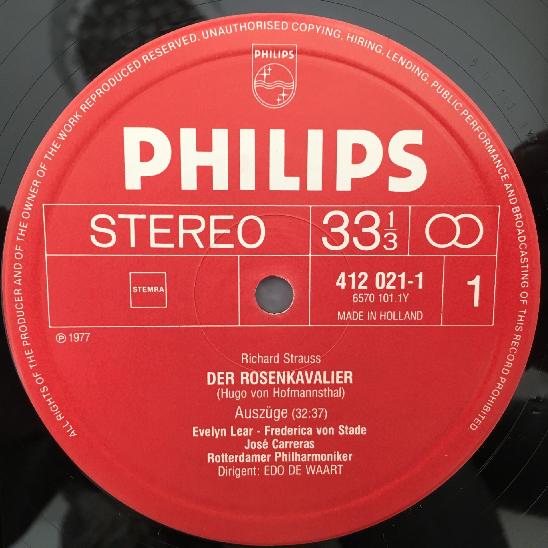 ALL RIGHTS OF THE PRODUCER AND OF THE OWNER OF THE WORK REPRODUCED RESERVED. UNAUTHORISED COPYING, HIRING, LENDING, PUBLIC PERFORMANCE AND BROADCASTING OF THIS RECORD PROHIBITED
PHILIPS
PHILIPS
STEREO 33⅓
STEMRA 412 021-1 1
6570 101.1Y
MADE IN HOLLAND
℗ 1977
Richard Strauss
DER ROSENKAVALIER
(Hugo von Hofmannsthal)
Auszüge (32:37)
Evelyn Lear - Frederica von Stade
José Carreras
Rotterdamer Philharmoniker
Dirigent: EDO DE WAART